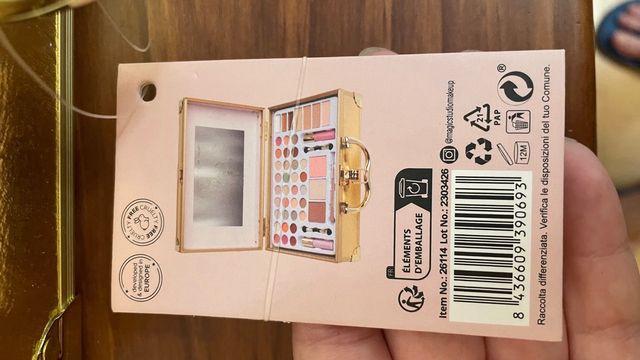 CRUELTY FREE CRUELTY FREE
developed
& designed in
EUROPE
FR
ÉLÉMENTS
D'EMBALLAGE
@magicstudiomakeup
21
PAP
12M
®
Item No.: 26114 Lot No.: 2303426
8 436609 390693
Raccolta differenziata. Verifica le disposizioni del tuo Comune.